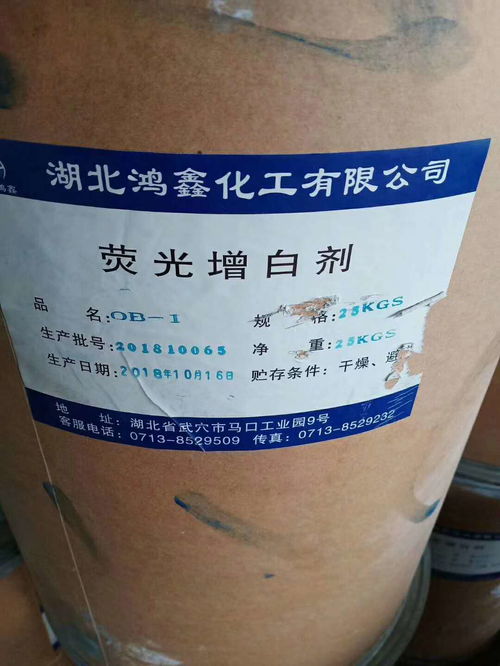 湖北鸿鑫化工有限公司
荧光增白剂
品 名:OB-1
规 格:25KGS
生产批号:201810065
净 重:25KGS
生产日期:2018年10月16日
贮存条件:干燥、避
地 址:湖北省武穴市马口工业园9号
客服电话:0713-8529509 传真:0713-8529232